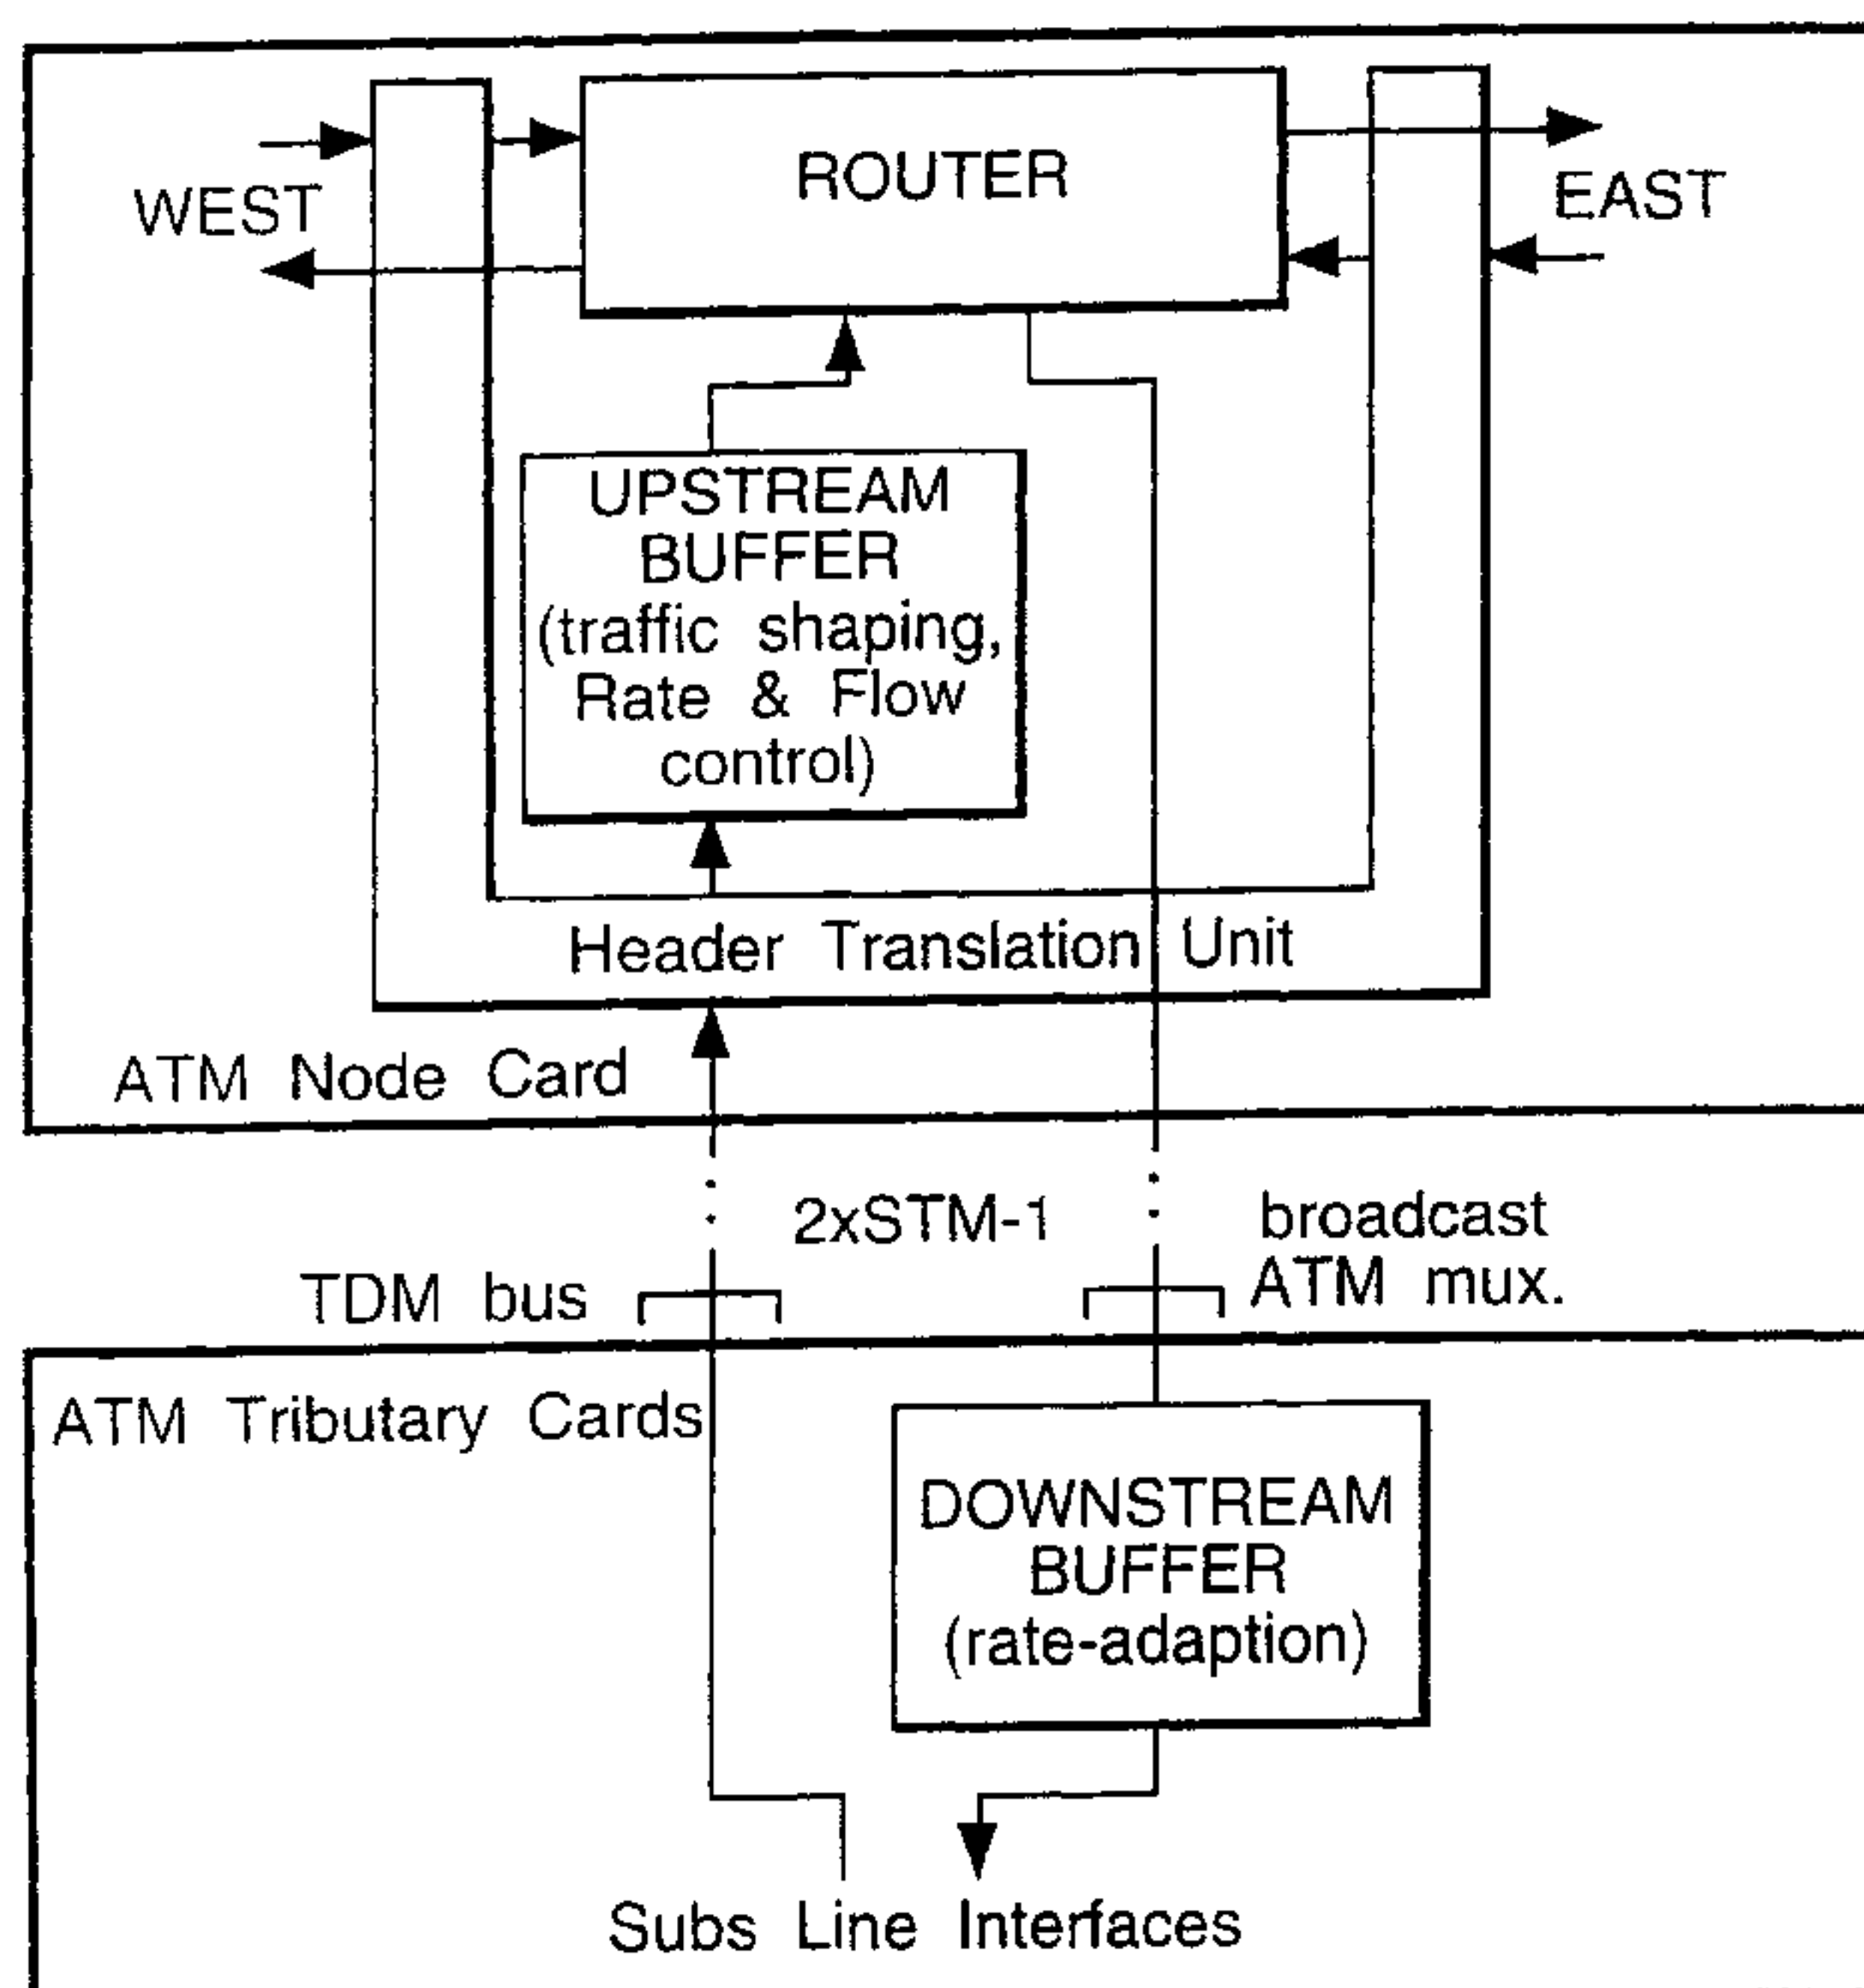 ROUTER
WEST
EAST
UPSTREAM
BUFFER
(traffic shaping,
Rate & Flow
control)
Header Translation Unit
ATM Node Card
2xSTM-1
broadcast
ATM mux.
TDM bus
ATM Tributary Cards
DOWNSTREAM
BUFFER
(rate-adaption)
Subs Line Interfaces